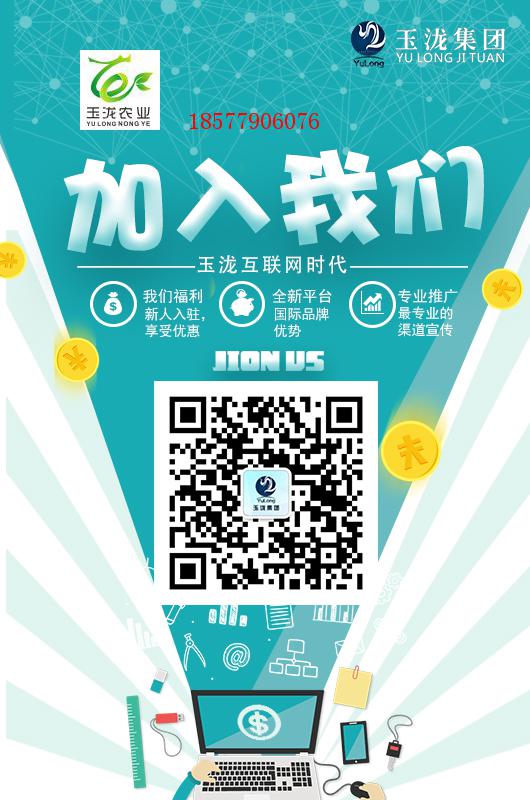 玉泷集团
YuLong
YU LONG JI TUAN
玉泷农业
YU LONG NONG YE
18577906076
加入我们
玉泷互联网时代
我们福利
新人入驻，
享受优惠
全新平台
国际品牌
优势
专业推广
最专业的
渠道宣传
JION US
YuLong
玉泷集团